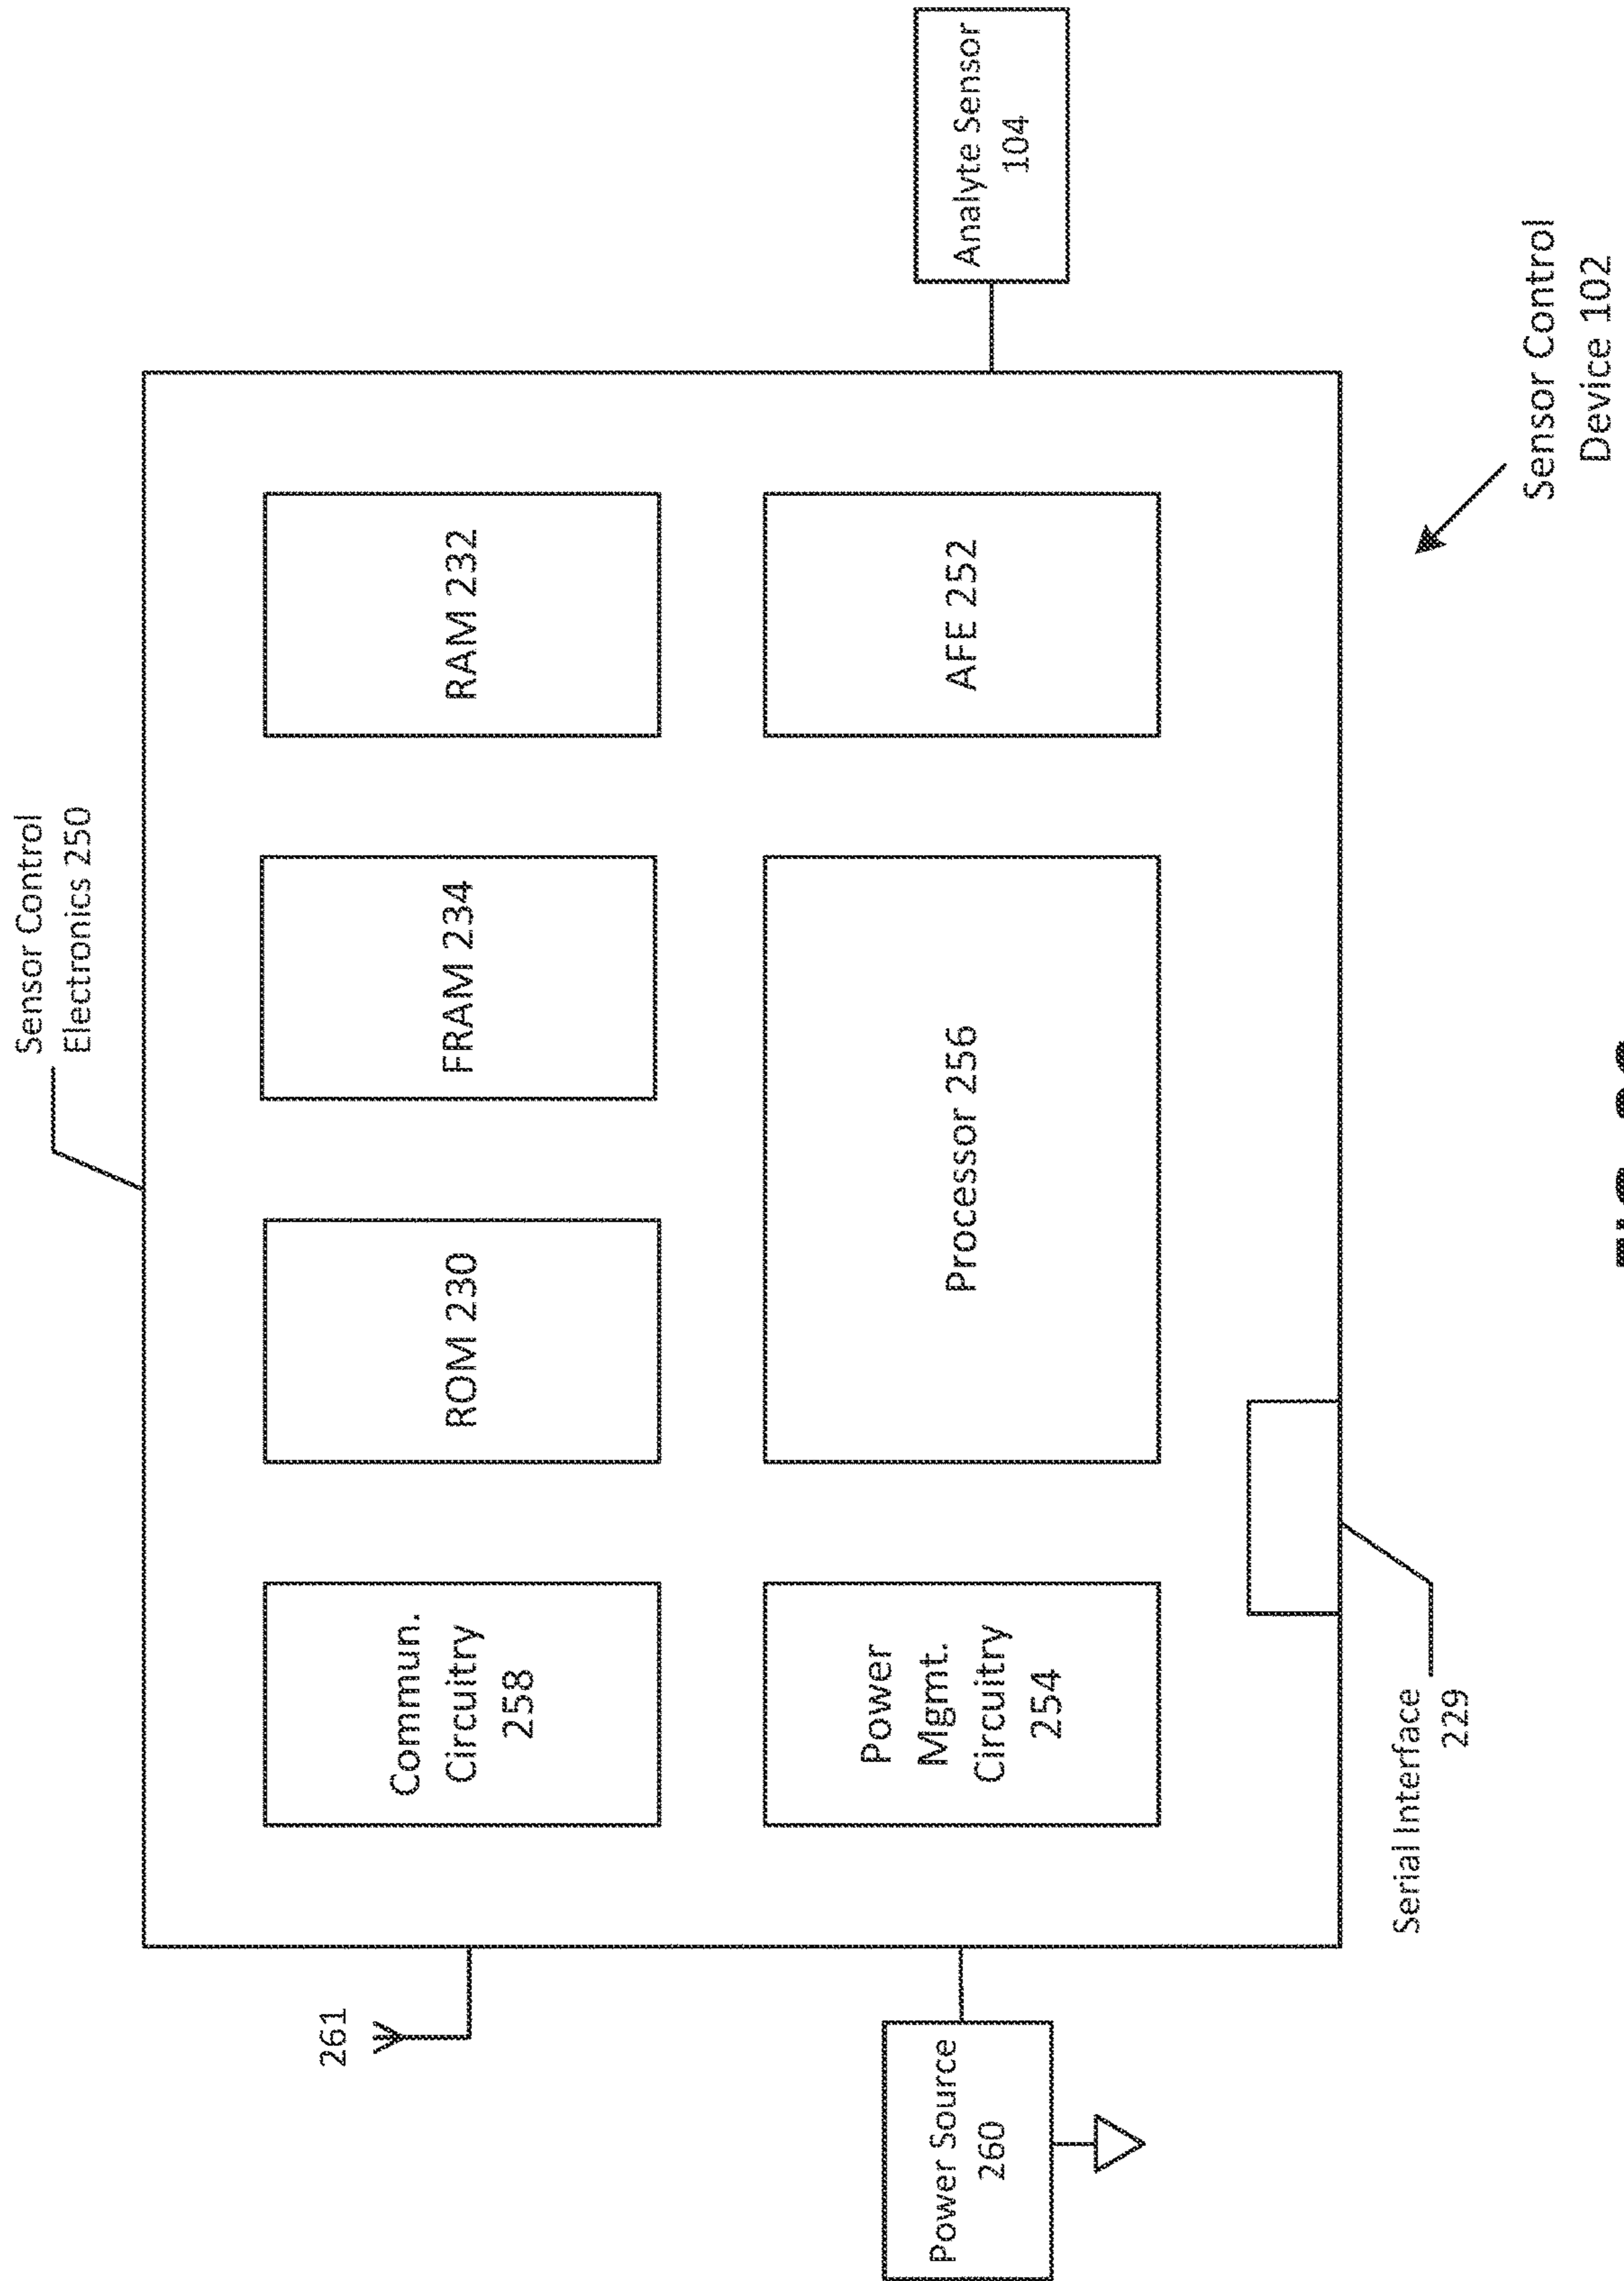 Sensor Control
Electronics 250
261
Commun.
Circuitry
258
ROM 230
FRAM 234
RAM 232
Power Source
260
Power
Mgmt.
Circuitry
254
Processor 256
AFE 252
Analyte Sensor
104
Serial Interface
229
Sensor Control
Device 102